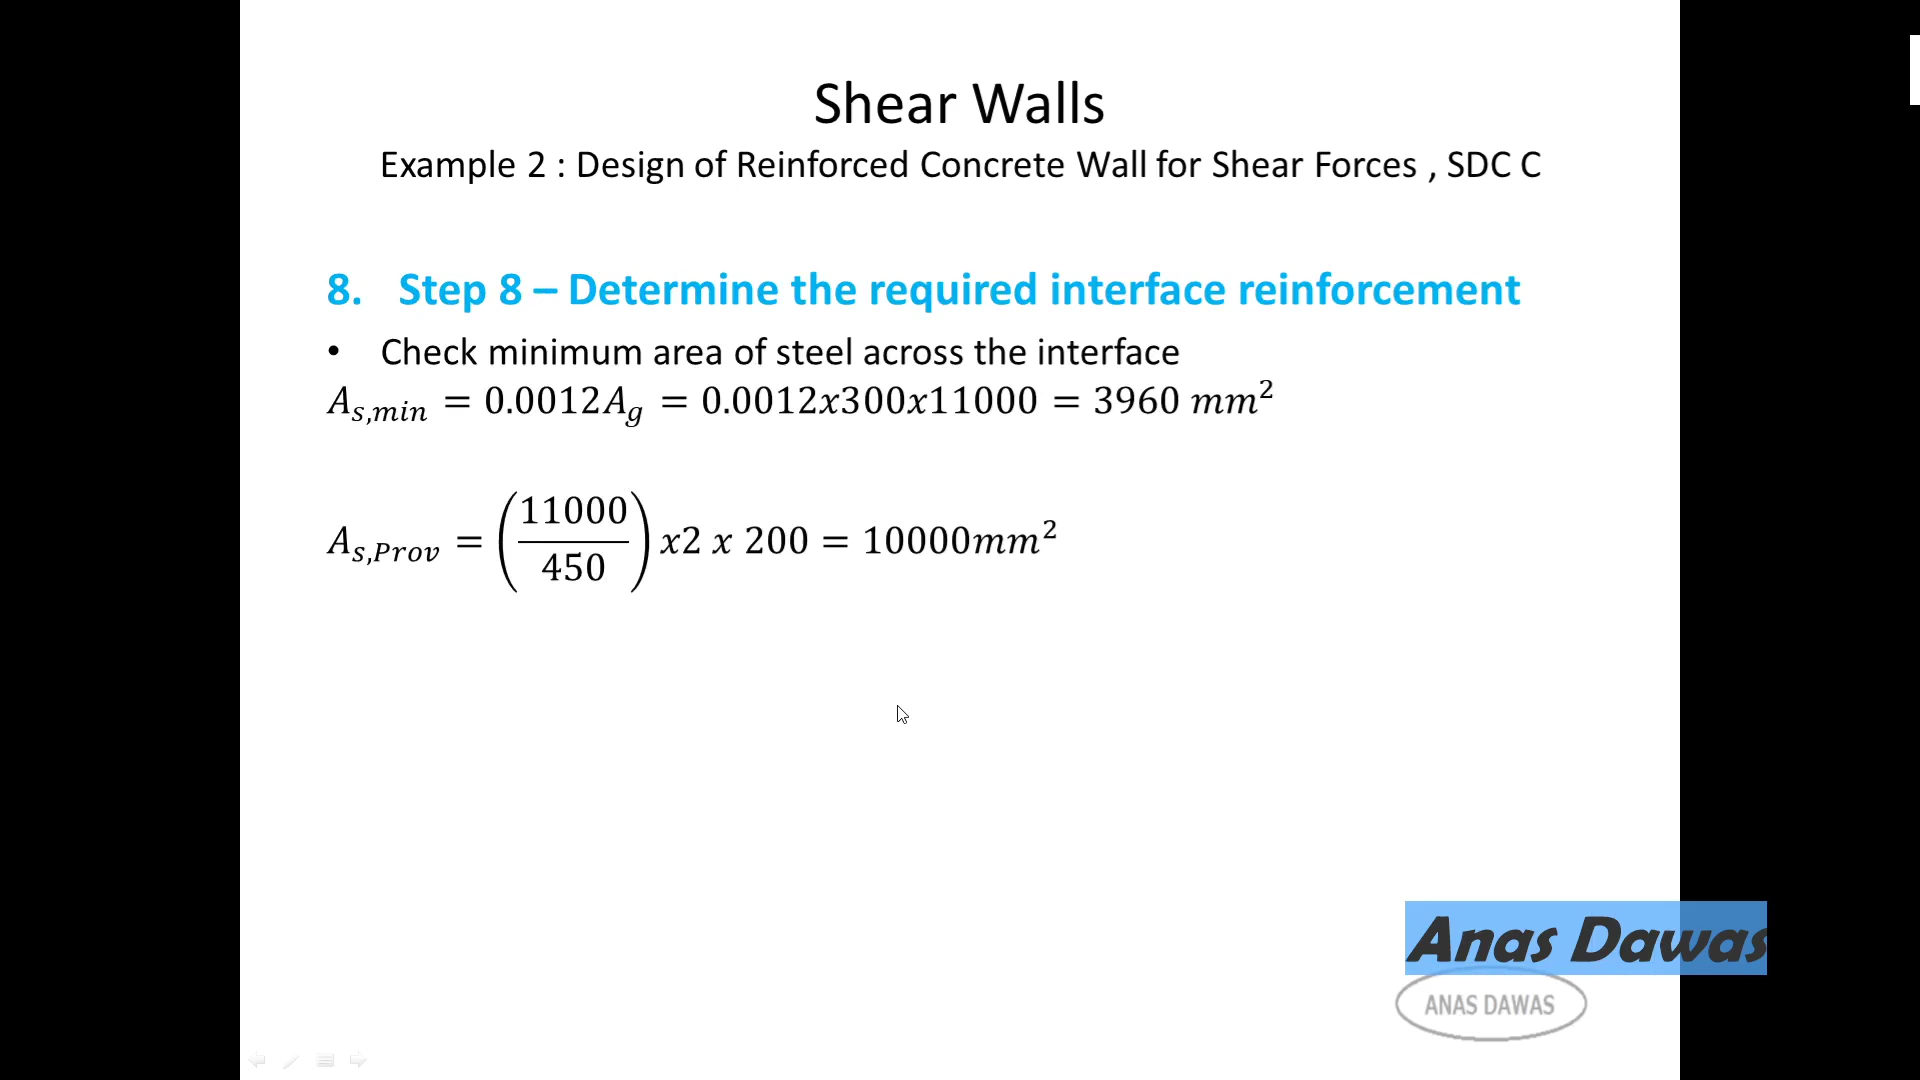 Shear Walls
Example 2 : Design of Reinforced Concrete Wall for Shear Forces , SDC C
8. Step 8 – Determine the required interface reinforcement
• Check minimum area of steel across the interface
A_{s,min} = 0.0012A_g = 0.0012x300x11000 = 3960 mm²
A_{s,Prov} = (11000/450) x2 x 200 = 10000mm²
Anas Dawas
ANAS DAWAS